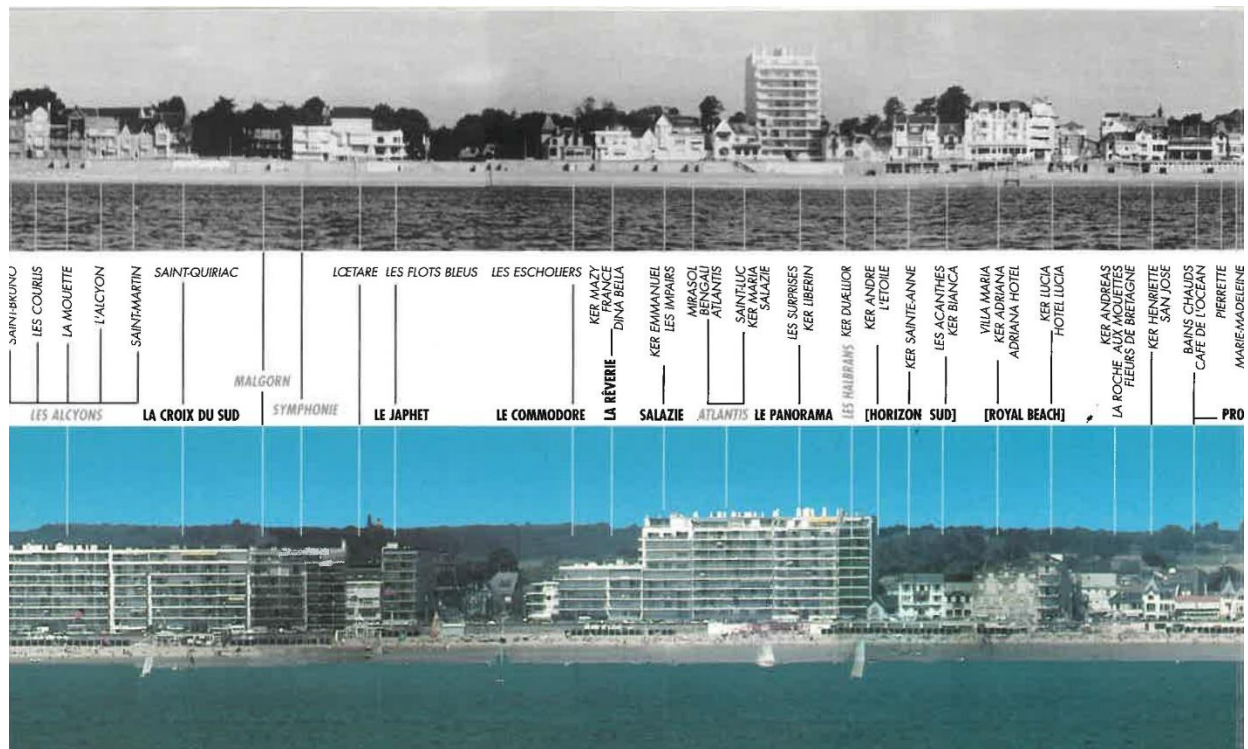 SAINT-BRUNO
LES COURLIS
LA MOUETTE
L'ALCYON
SAINT-MARTIN
SAINT-QUIRIAC
LŒTARE
LES FLOTS BLEUS
LES ESCHOLIERS
KER MAZY
FRANCE
DINA BELLA
KER EMMANUEL
LES IMPAIRS
MIRASOL
BENGALI
ATLANTIS
SAINT-LUC
KER MARIA
SALAZIE
LES SURPRISES
KER LIBERIN
KER DUELLIOR
KER ANDRE
L'ETOILE
KER SAINTE-ANNE
LES ACANTHES
KER BIANCA
VILLA MARIA
KER ADRIANA
ADRIANA HOTEL
KER LUCIA
HOTEL LUCIA
KER ANDREAS
LA ROCHE AUX MOUETTES
FLEURS DE BRETAGNE
KER HENRIETTE
SAN JOSE
BAINS CHAUDS
CAFE DE L'OCEAN
PIERRETTE
MARIE-MADELEINE
MALGORN
SYMPHONIE
LES ALCYONS
LA CROIX DU SUD
LE JAPHET
LE COMMODORE
LA RÊVERIE
SALAZIE
ATLANTIS
LE PANORAMA
LES HALBRANS
[HORIZON SUD]
[ROYAL BEACH]
PRO